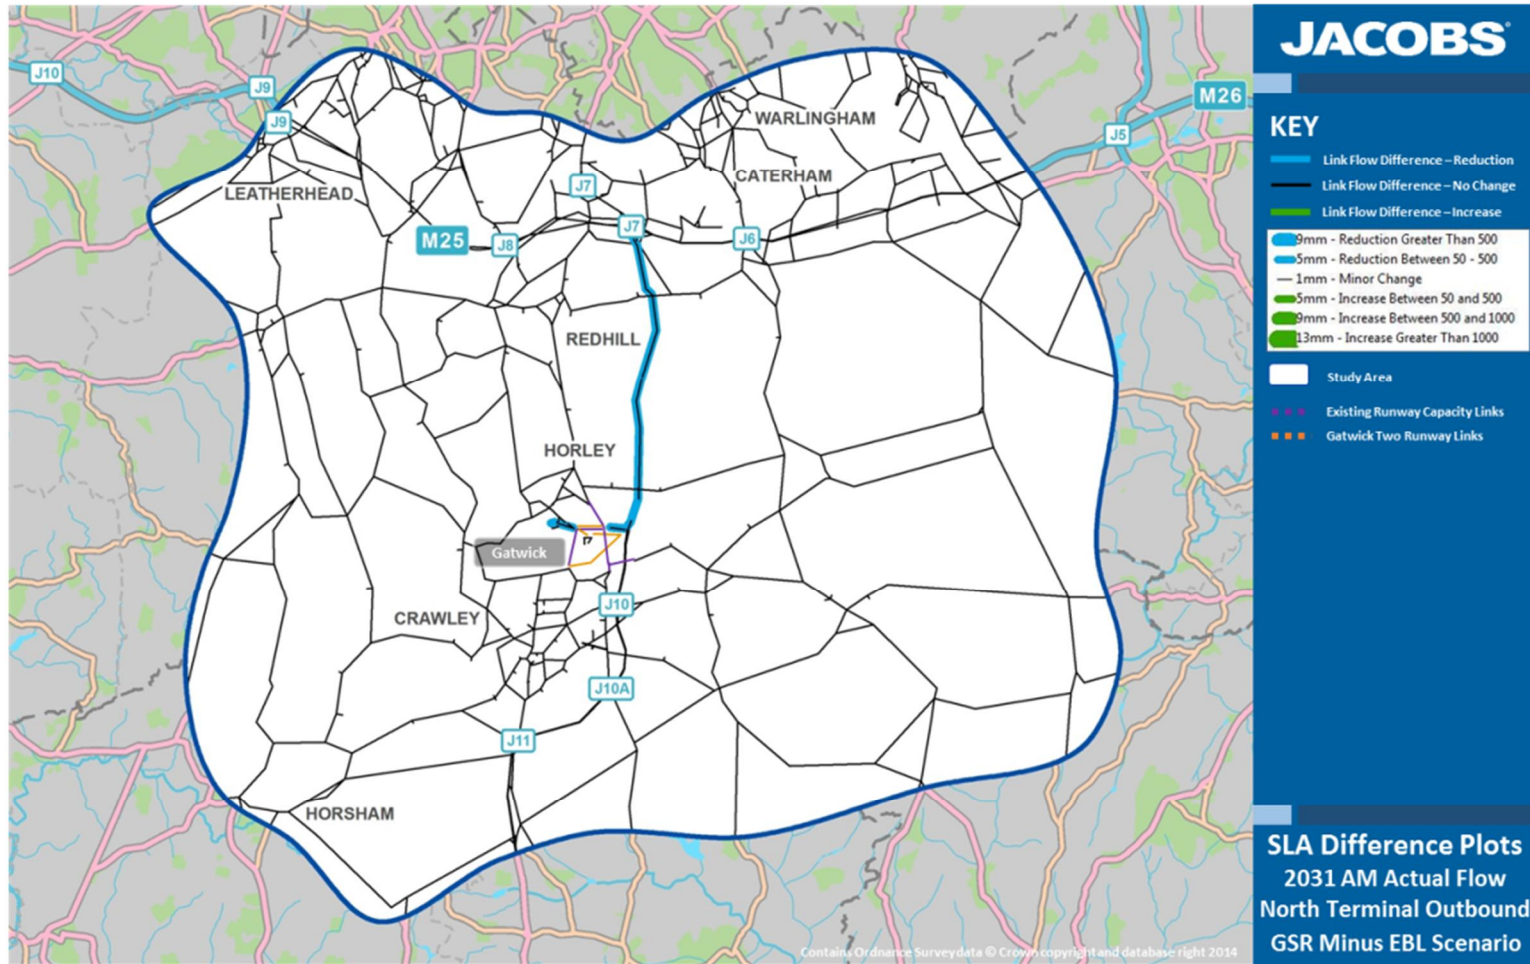 J10
J9
J9
LEATHERHEAD
M25
J8
J7
J7
J6
WARLINGHAM
CATERHAM
J5
M26
REDHILL
HORLEY
Gatwick
CRAWLEY
J10
J10A
J11
HORSHAM
Contains Ordnance Survey data © Crown copyright and database right 2014
JACOBS
KEY
Link Flow Difference – Reduction
Link Flow Difference – No Change
Link Flow Difference – Increase
9mm - Reduction Greater Than 500
5mm - Reduction Between 50 - 500
1mm - Minor Change
5mm - Increase Between 50 and 500
9mm - Increase Between 500 and 1000
13mm - Increase Greater Than 1000
Study Area
Existing Runway Capacity Links
Gatwick Two Runway Links
SLA Difference Plots
2031 AM Actual Flow
North Terminal Outbound
GSR Minus EBL Scenario